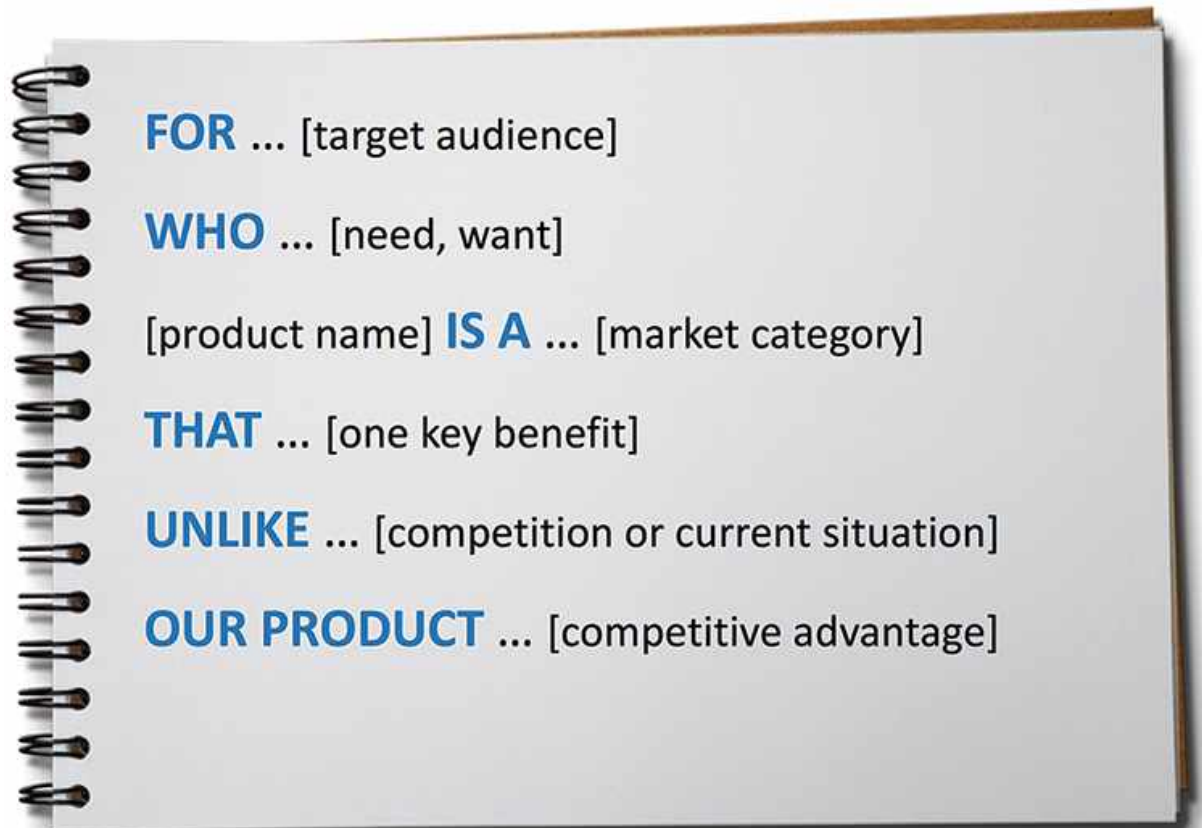 FOR ... [target audience]
WHO ... [need, want]
[product name] IS A ... [market category]
THAT ... [one key benefit]
UNLIKE ... [competition or current situation]
OUR PRODUCT ... [competitive advantage]